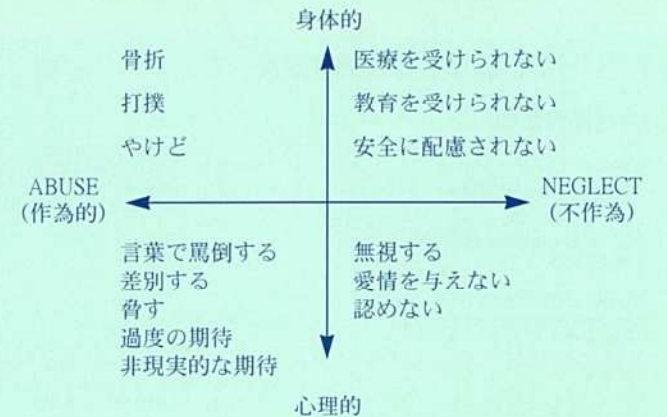 身体的
骨折
打撲
やけど
医療を受けられない
教育を受けられない
安全に配慮されない
ABUSE
(作為的)
NEGLECT
(不作為)
言葉で罵倒する
差別する
脅す
過度の期待
非現実的な期待
無視する
愛情を与えない
認めない
心理的